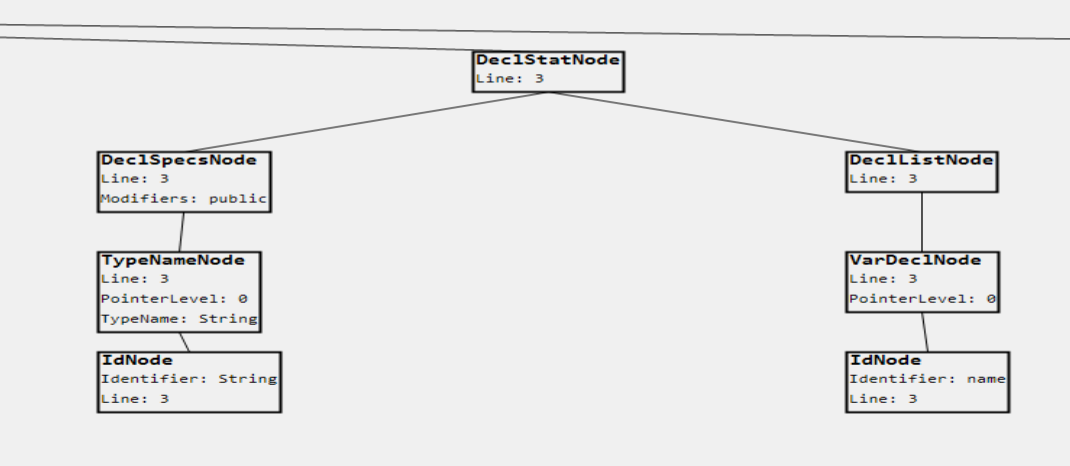 DeclStatNode
Line: 3
DeclSpecsNode
Line: 3
Modifiers: public
DeclListNode
Line: 3
TypeNameNode
Line: 3
PointerLevel: 0
TypeName: String
VarDeclNode
Line: 3
PointerLevel: 0
IdNode
Identifier: String
Line: 3
IdNode
Identifier: name
Line: 3